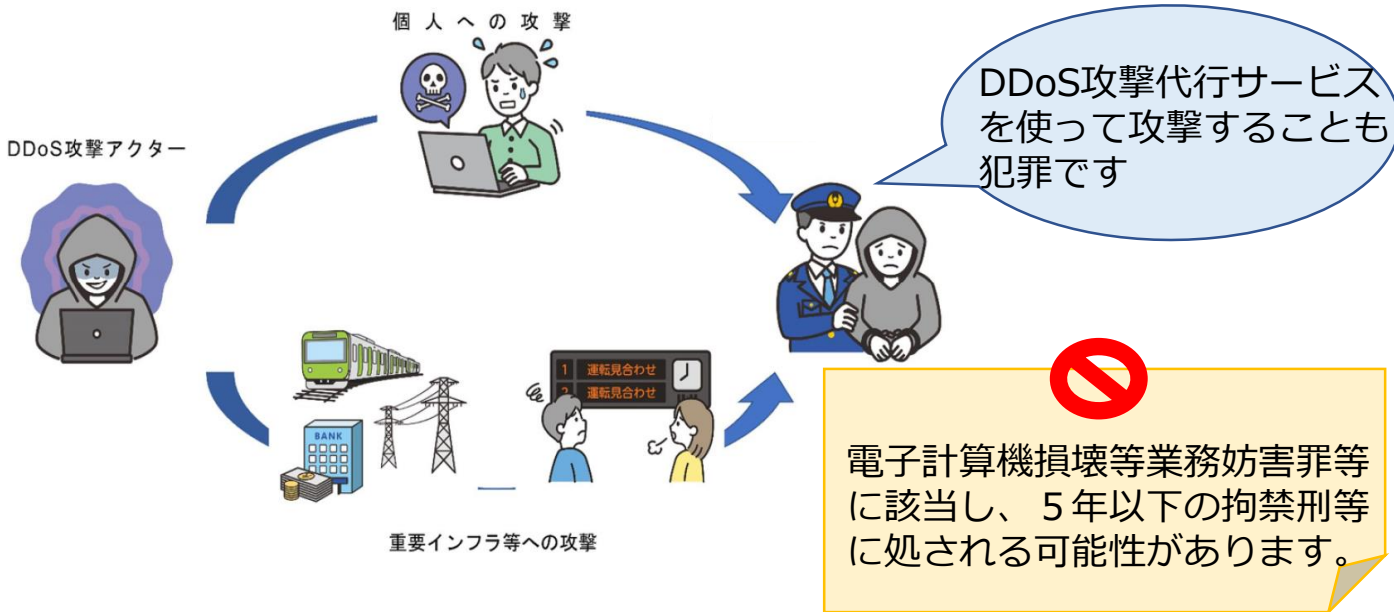 個人への攻撃
DDoS攻撃代行サービス
を使って攻撃することも
犯罪です
DDoS攻撃アクター
1 運転見合わせ
2 運転見合わせ
BANK
電子計算機損壊等業務妨害罪等
に該当し、５年以下の拘禁刑等
に処される可能性があります。
重要インフラ等への攻撃